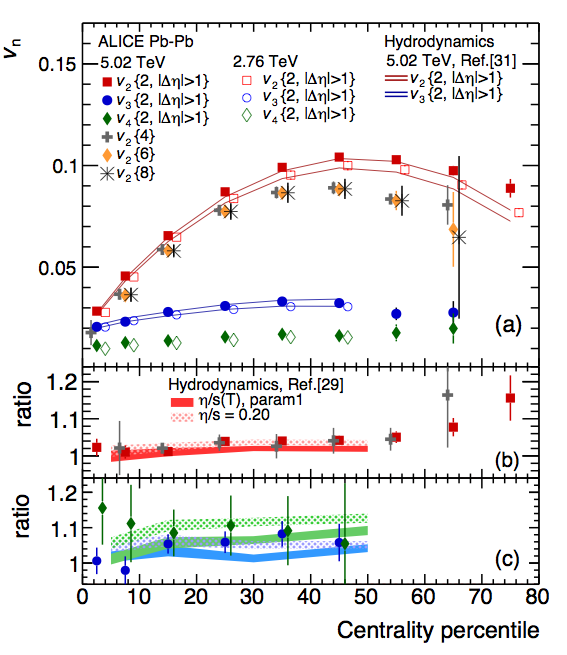 v_n
0.15
0.1
0.05
ALICE Pb-Pb
5.02 TeV
v₂{2, |Δη|>1}
v₃{2, |Δη|>1}
v₄{2, |Δη|>1}
v₂{4}
v₂{6}
v₂{8}
2.76 TeV
v₂{2, |Δη|>1}
v₃{2, |Δη|>1}
v₄{2, |Δη|>1}
Hydrodynamics
5.02 TeV, Ref.[31]
v₂{2, |Δη|>1}
v₃{2, |Δη|>1}
(a)
ratio
1.2
1.1
1
Hydrodynamics, Ref.[29]
η/s(T), param1
η/s = 0.20
(b)
ratio
1.2
1.1
1
(c)
0 10 20 30 40 50 60 70 80
Centrality percentile